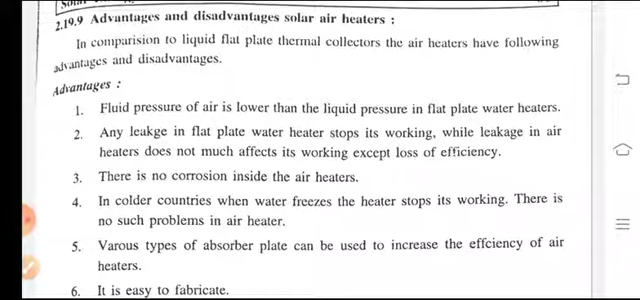 2.19.9 Advantages and disadvantages solar air heaters :
In comparision to liquid flat plate thermal collectors the air heaters have following
advantages and disadvantages.
Advantages :
1. Fluid pressure of air is lower than the liquid pressure in flat plate water heaters.
2. Any leakge in flat plate water heater stops its working, while leakage in air
heaters does not much affects its working except loss of efficiency.
3. There is no corrosion inside the air heaters.
4. In colder countries when water freezes the heater stops its working. There is
no such problems in air heater.
5. Varous types of absorber plate can be used to increase the effciency of air
heaters.
6. It is easy to fabricate.